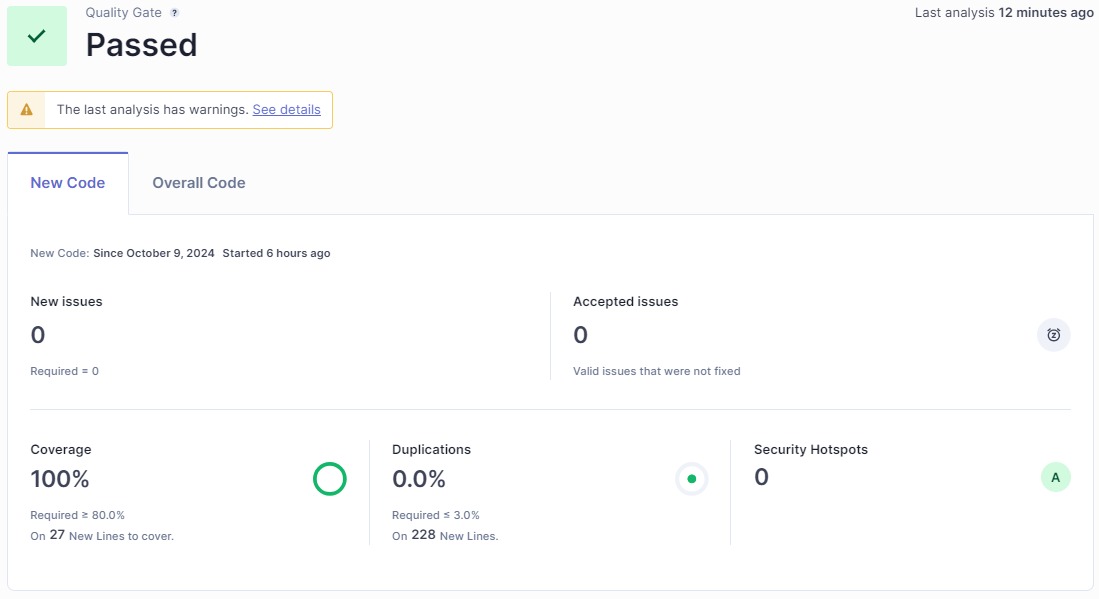 Quality Gate ?
Last analysis 12 minutes ago
Passed
The last analysis has warnings. See details
New Code
Overall Code
New Code: Since October 9, 2024 Started 6 hours ago
New issues
0
Required = 0
Accepted issues
0
Valid issues that were not fixed
Coverage
100%
Required ≥ 80.0%
On 27 New Lines to cover.
Duplications
0.0%
Required ≤ 3.0%
On 228 New Lines.
Security Hotspots
0
A